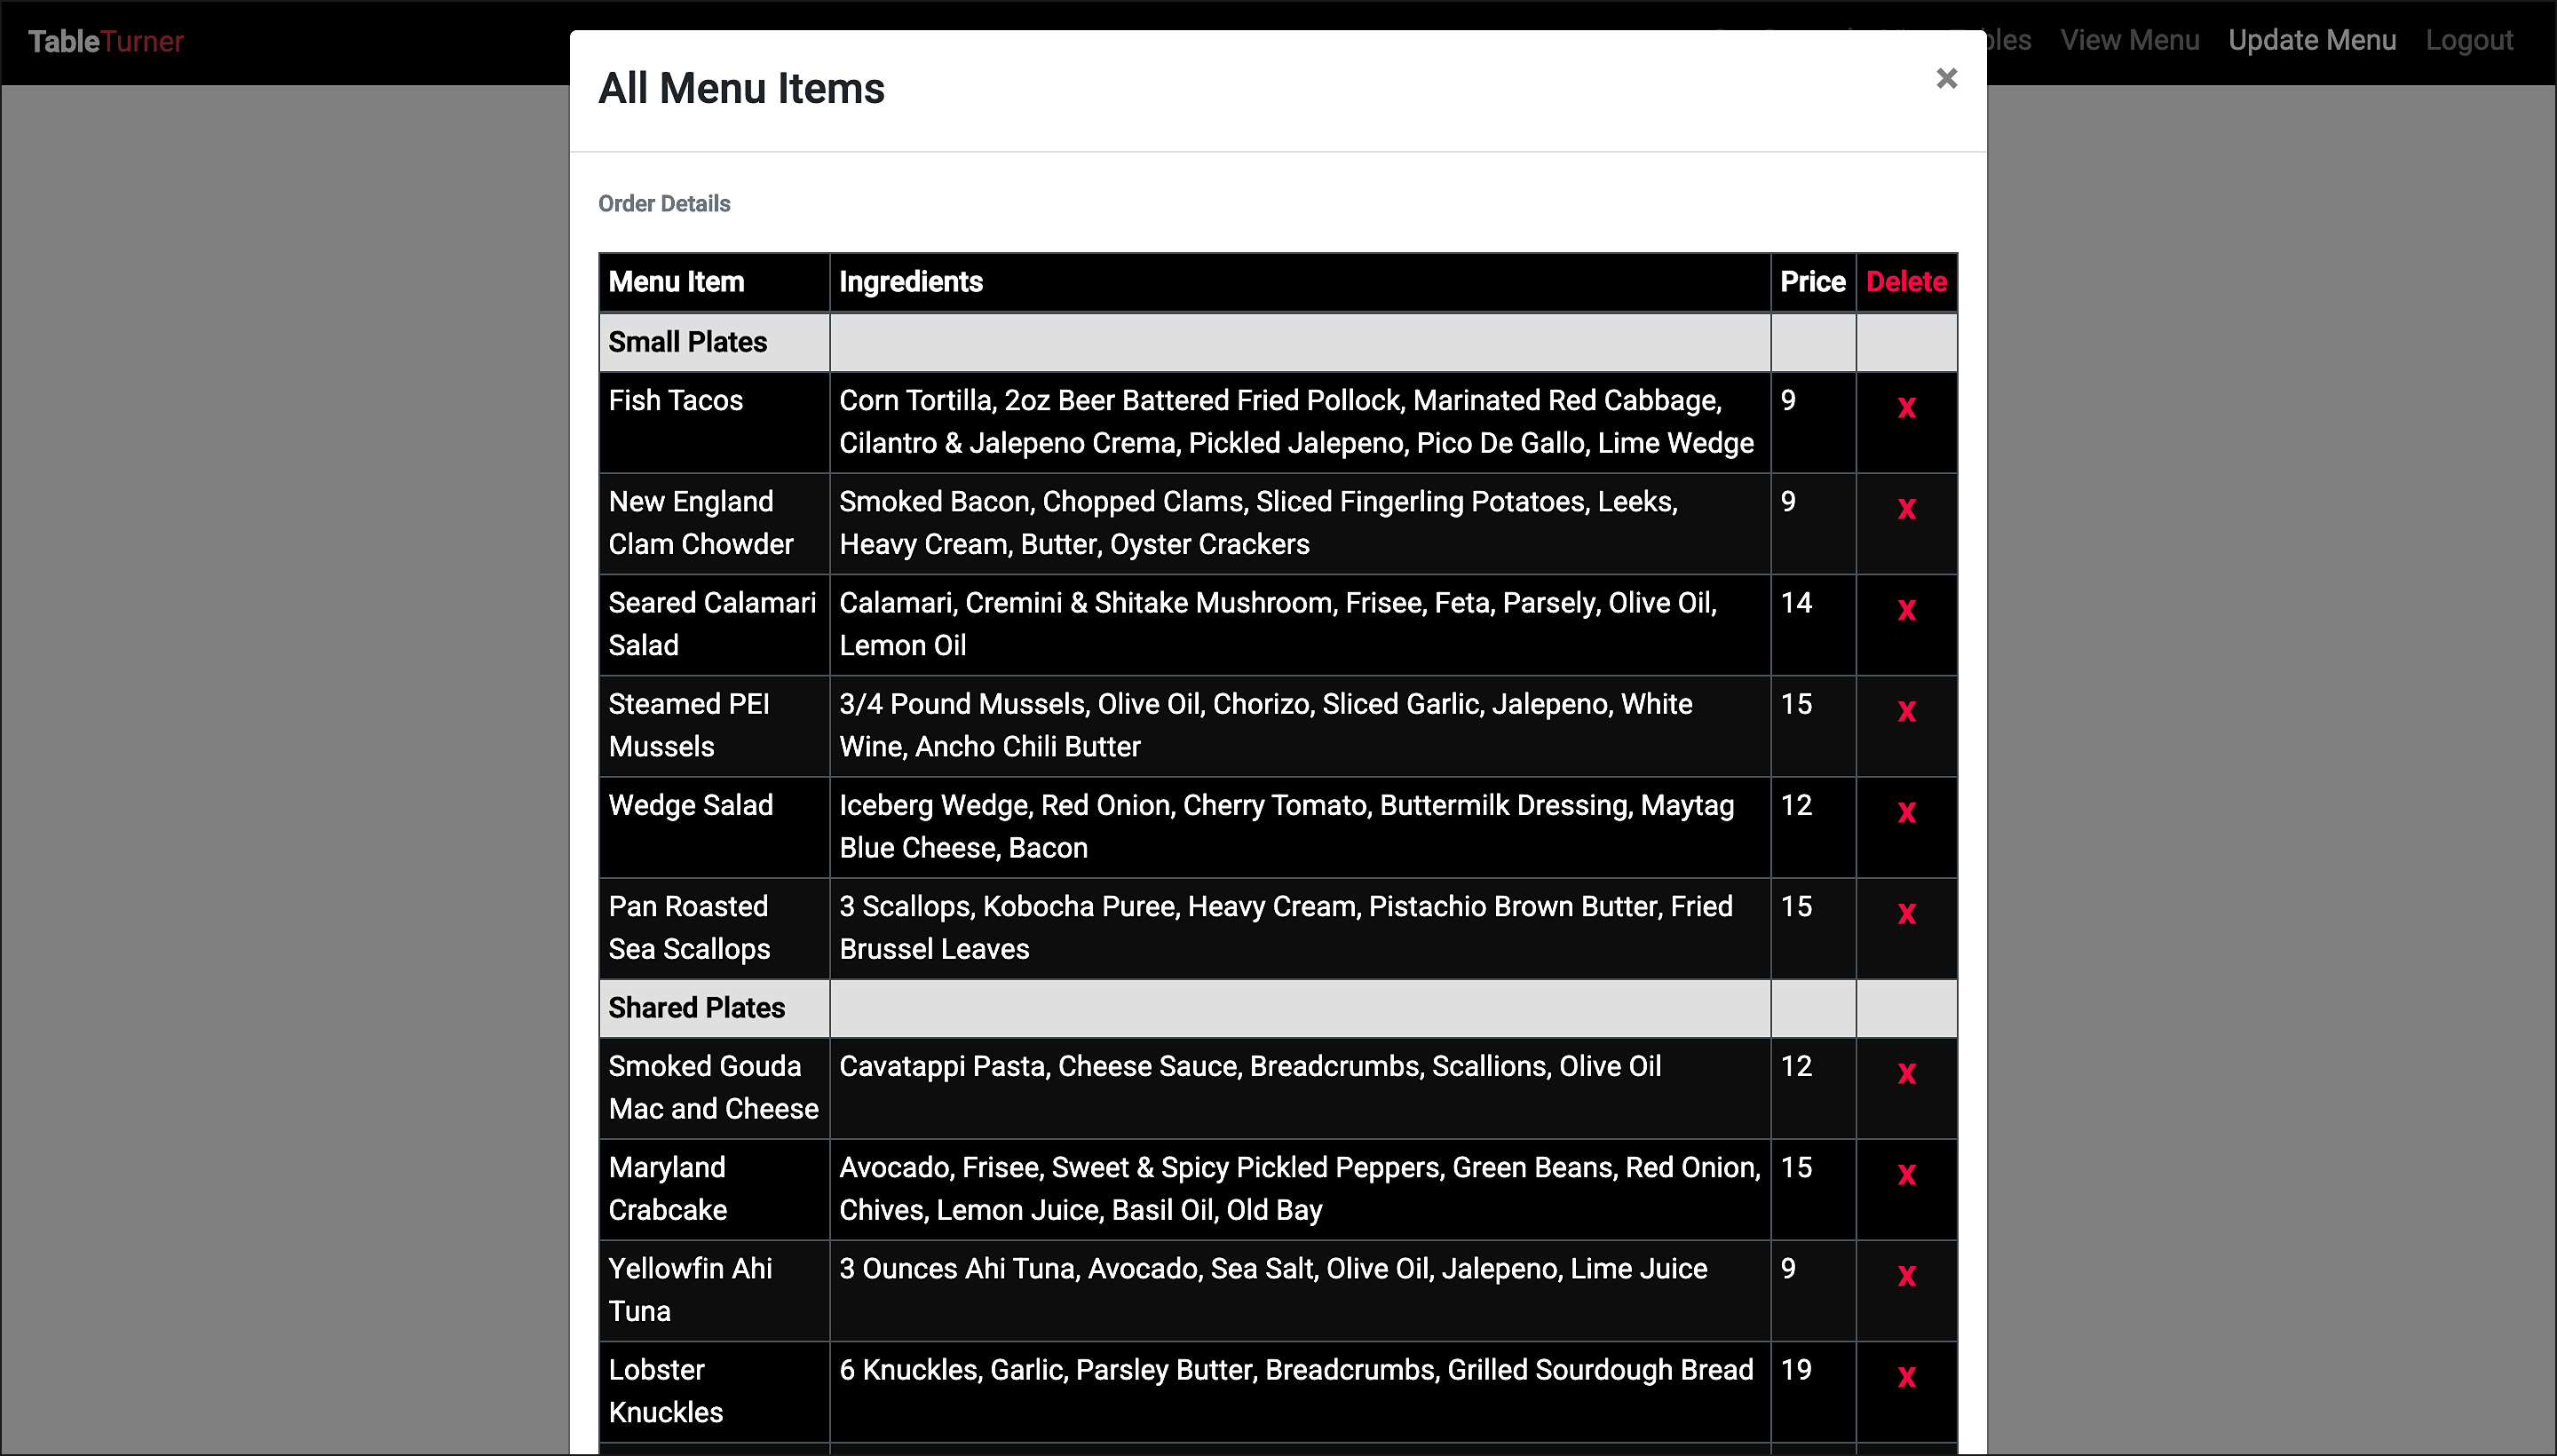 TableTurner
View Menu Update Menu Logout
All Menu Items
×
Order Details
Menu Item Ingredients Price Delete
Small Plates
Fish Tacos Corn Tortilla, 2oz Beer Battered Fried Pollock, Marinated Red Cabbage, 9 X
Cilantro & Jalepeno Crema, Pickled Jalepeno, Pico De Gallo, Lime Wedge
New England Smoked Bacon, Chopped Clams, Sliced Fingerling Potatoes, Leeks, 9 X
Clam Chowder Heavy Cream, Butter, Oyster Crackers
Seared Calamari Calamari, Cremini & Shitake Mushroom, Frisee, Feta, Parsely, Olive Oil, 14 X
Salad Lemon Oil
Steamed PEI 3/4 Pound Mussels, Olive Oil, Chorizo, Sliced Garlic, Jalepeno, White 15 X
Mussels Wine, Ancho Chili Butter
Wedge Salad Iceberg Wedge, Red Onion, Cherry Tomato, Buttermilk Dressing, Maytag 12 X
Blue Cheese, Bacon
Pan Roasted 3 Scallops, Kobocha Puree, Heavy Cream, Pistachio Brown Butter, Fried 15 X
Sea Scallops Brussel Leaves
Shared Plates
Smoked Gouda Cavatappi Pasta, Cheese Sauce, Breadcrumbs, Scallions, Olive Oil 12 X
Mac and Cheese
Maryland Avocado, Frisee, Sweet & Spicy Pickled Peppers, Green Beans, Red Onion, 15 X
Crabcake Chives, Lemon Juice, Basil Oil, Old Bay
Yellowfin Ahi 3 Ounces Ahi Tuna, Avocado, Sea Salt, Olive Oil, Jalepeno, Lime Juice 9 X
Tuna
Lobster 6 Knuckles, Garlic, Parsley Butter, Breadcrumbs, Grilled Sourdough Bread 19 X
Knuckles